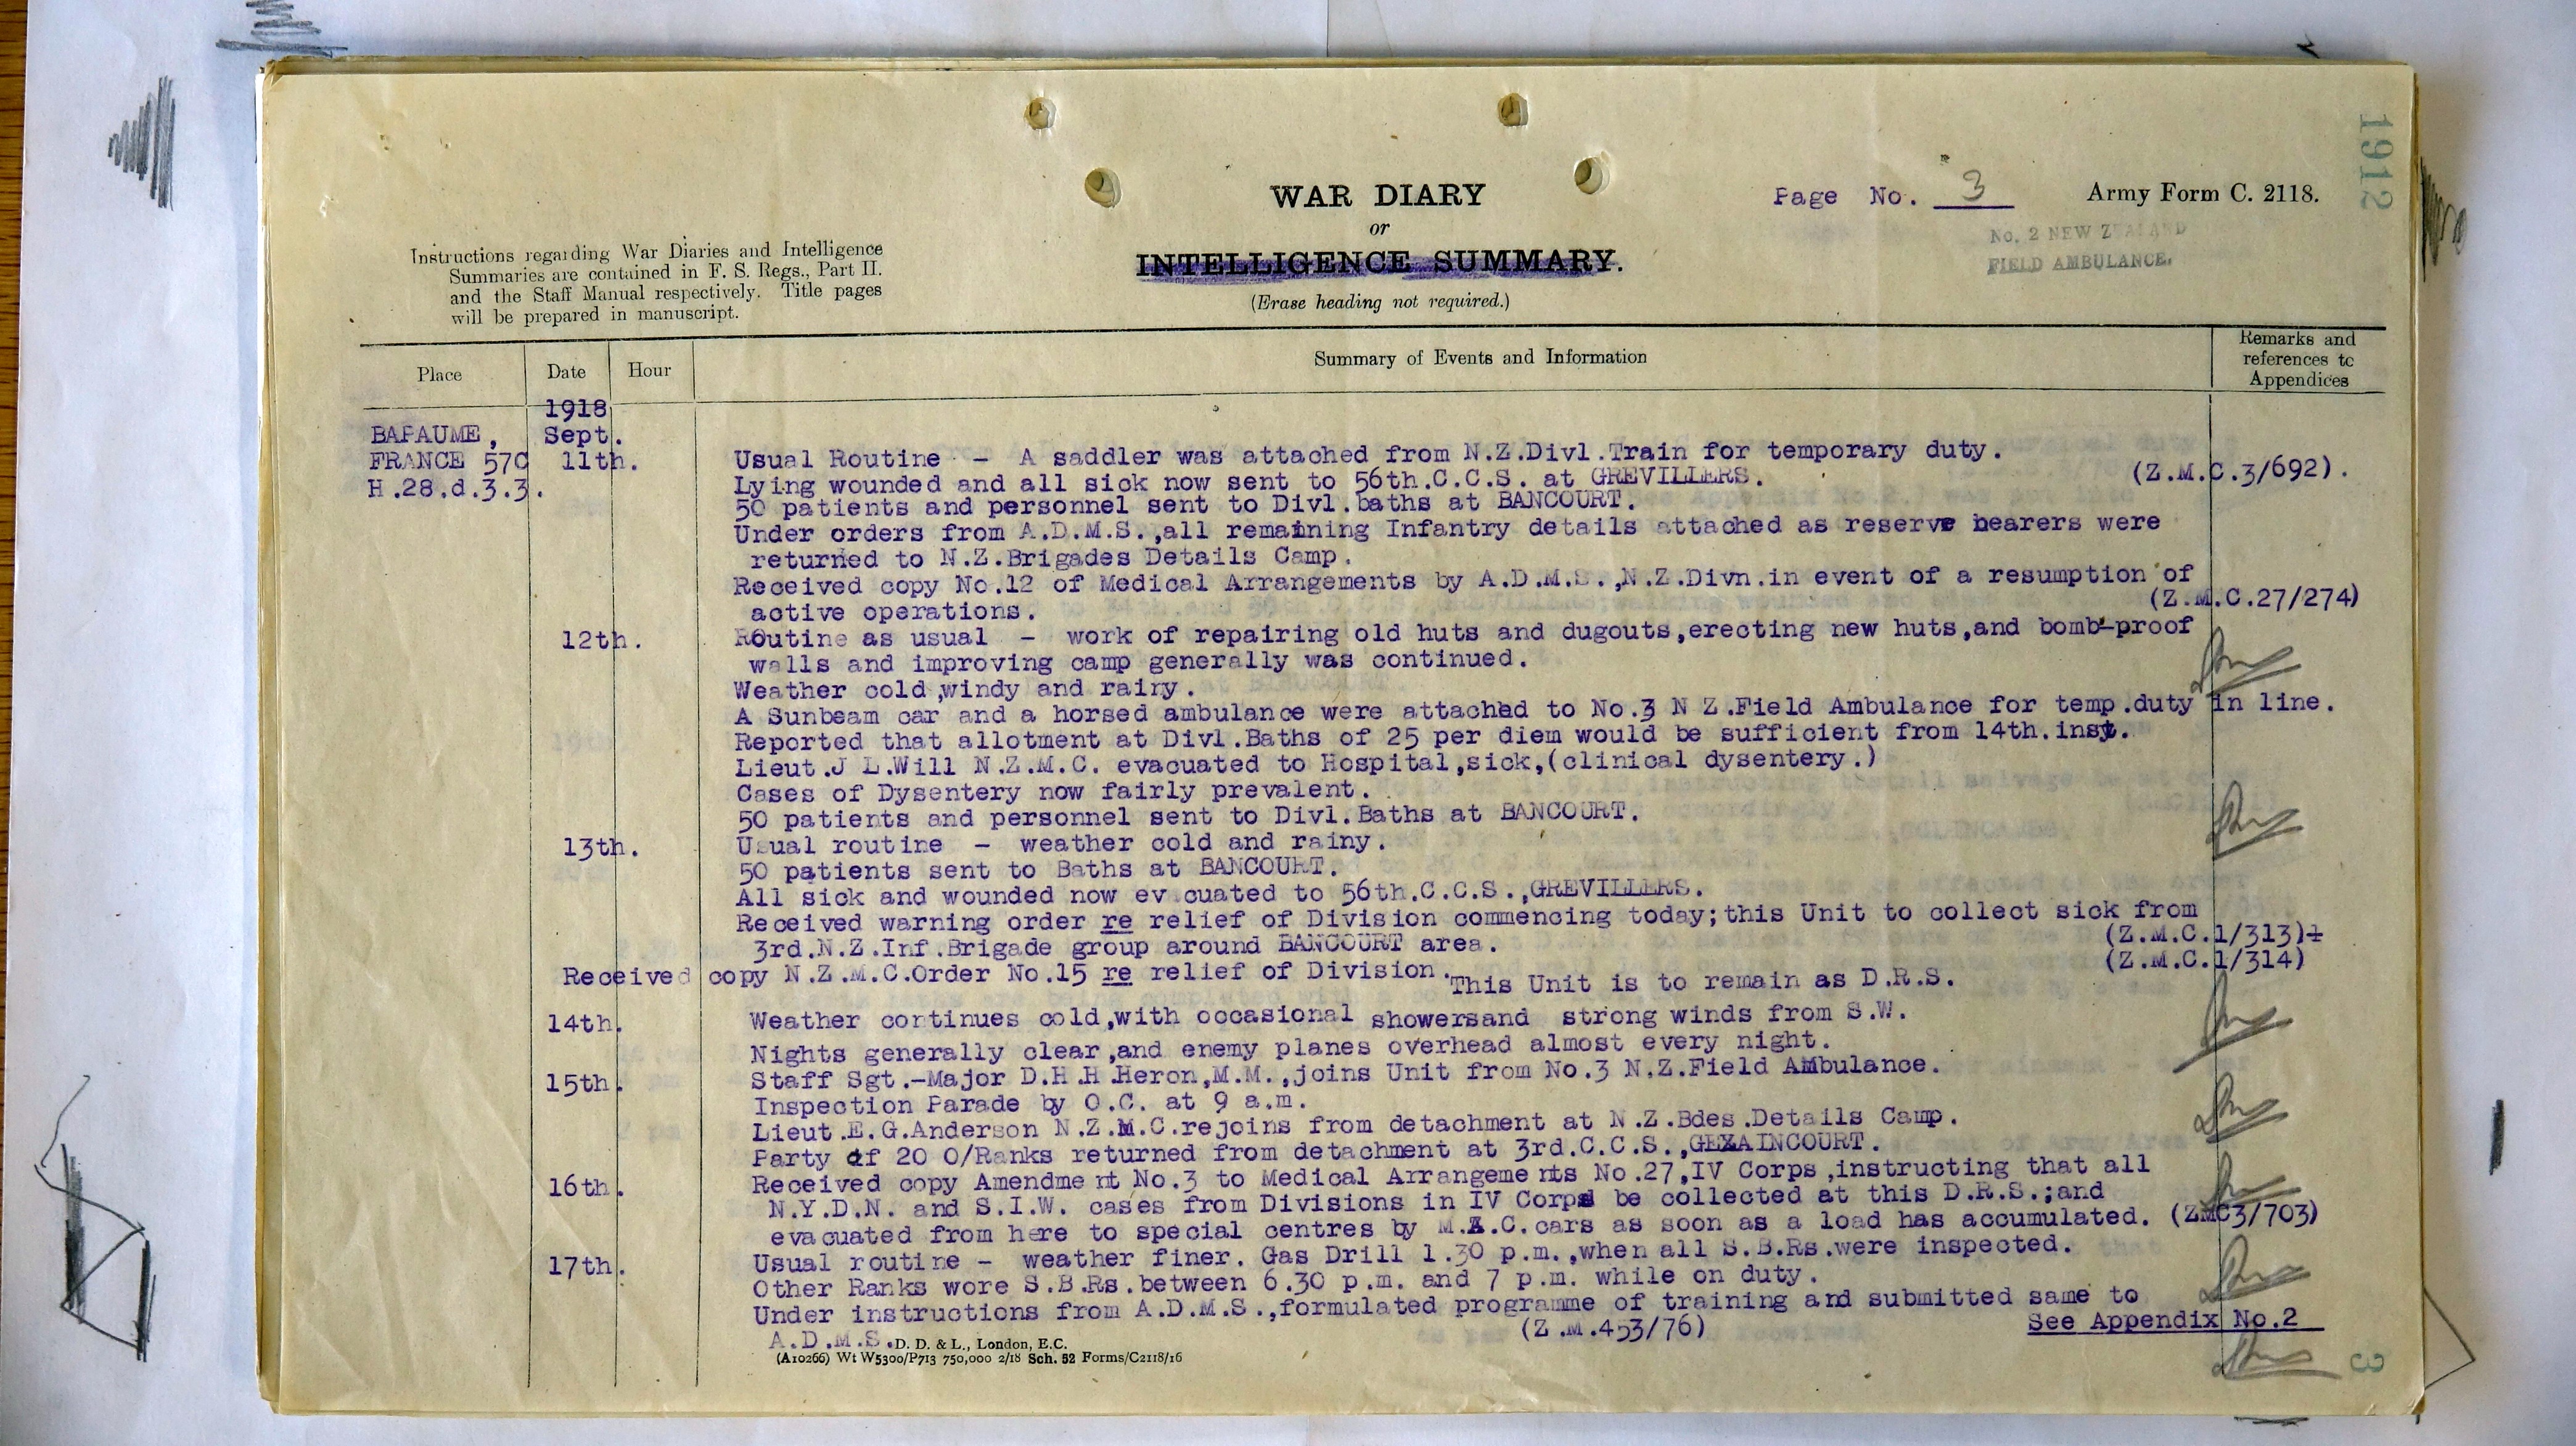 1912
WAR DIARY
or
INTELLIGENCE SUMMARY.
(Erase heading not required.)
Page No. 3
Army Form C. 2118.
No. 2 NEW ZEALAND
FIELD AMBULANCE.
Instructions regarding War Diaries and Intelligence
Summaries are contained in F. S. Regs., Part II.
and the Staff Manual respectively. Title pages
will be prepared in manuscript.
Place Date Hour Summary of Events and Information
Remarks and
references to
Appendices
1918
BAPAUME, Sept.
FRANCE 57C 11th. Usual Routine - A saddler was attached from N.Z.Divl.Train for temporary duty.
H.28.d.3.3. Lying wounded and all sick now sent to 56th.C.C.S. at GREVILLERS. (Z.M.C.3/692).
50 patients and personnel sent to Divl.baths at BANCOURT.
Under orders from A.D.M.S.,all remaining Infantry details attached as reserve bearers were
returned to N.Z.Brigades Details Camp.
Received copy No.12 of Medical Arrangements by A.D.M.S.,N.Z.Divn.in event of a resumption of
active operations. (Z.M.C.27/274)
12th. Routine as usual - work of repairing old huts and dugouts,erecting new huts,and bomb-proof
walls and improving camp generally was continued.
Weather cold,windy and rainy.
A Sunbeam car and a horsed ambulance were attached to No.3 N Z.Field Ambulance for temp.duty in line.
Reported that allotment at Divl.Baths of 25 per diem would be sufficient from 14th.inst.
Lieut.J L.Will N.Z.M.C. evacuated to Hospital,sick,(clinical dysentery.)
Cases of Dysentery now fairly prevalent.
50 patients and personnel sent to Divl.Baths at BANCOURT.
13th. Usual routine - weather cold and rainy.
50 patients sent to Baths at BANCOURT.
All sick and wounded now evacuated to 56th.C.C.S.,GREVILLERS.
Received warning order re relief of Division commencing today;this Unit to collect sick from
3rd.N.Z.Inf.Brigade group around BANCOURT area. (Z.M.C.1/313)
Received copy N.Z.M.C.Order No.15 re relief of Division.This Unit is to remain as D.R.S. (Z.M.C.1/314)
14th. Weather continues cold,with occasional showersand strong winds from S.W.
Nights generally clear,and enemy planes overhead almost every night.
15th. Staff Sgt.-Major D.H.H.Heron,M.M.,joins Unit from No.3 N.Z.Field Ambulance.
Inspection Parade by O.C. at 9 a.m.
Lieut.E.G.Anderson N.Z.M.C.rejoins from detachment at N.Z.Bdes.Details Camp.
Party of 20 O/Ranks returned from detachment at 3rd.C.C.S.,GEZAINCOURT.
16th. Received copy Amendment No.3 to Medical Arrangements No.27,IV Corps,instructing that all
N.Y.D.N. and S.I.W. cases from Divisions in IV Corps be collected at this D.R.S.;and
evacuated from here to special centres by M.A.C.cars as soon as a load has accumulated. (ZMC3/703)
17th. Usual routine - weather finer. Gas Drill 1.30 p.m.,when all S.B.Rs.were inspected.
Other Ranks wore S.B.Rs.between 6.30 p.m. and 7 p.m. while on duty.
Under instructions from A.D.M.S.,formulated programme of training and submitted same to
A.D.M.S. (Z.M.453/76) See Appendix No.2
D. D. & L., London, E.C.
(A10266) Wt W5300/P713 750,000 2/18 Sch. 52 Forms/C2118/16
3